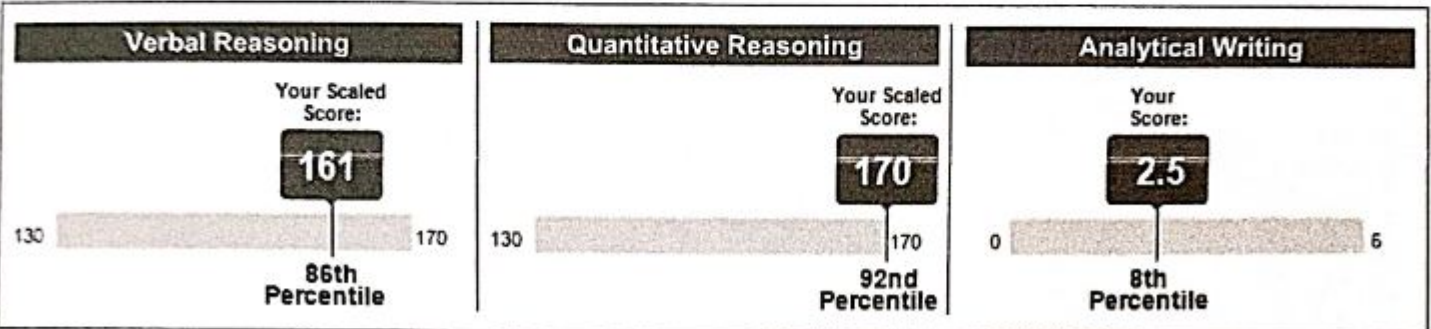 Verbal Reasoning
Your Scaled
Score:
161
130
170
86th
Percentile
Quantitative Reasoning
Your Scaled
Score:
170
130
170
92nd
Percentile
Analytical Writing
Your
Score:
2.5
0
6
8th
Percentile